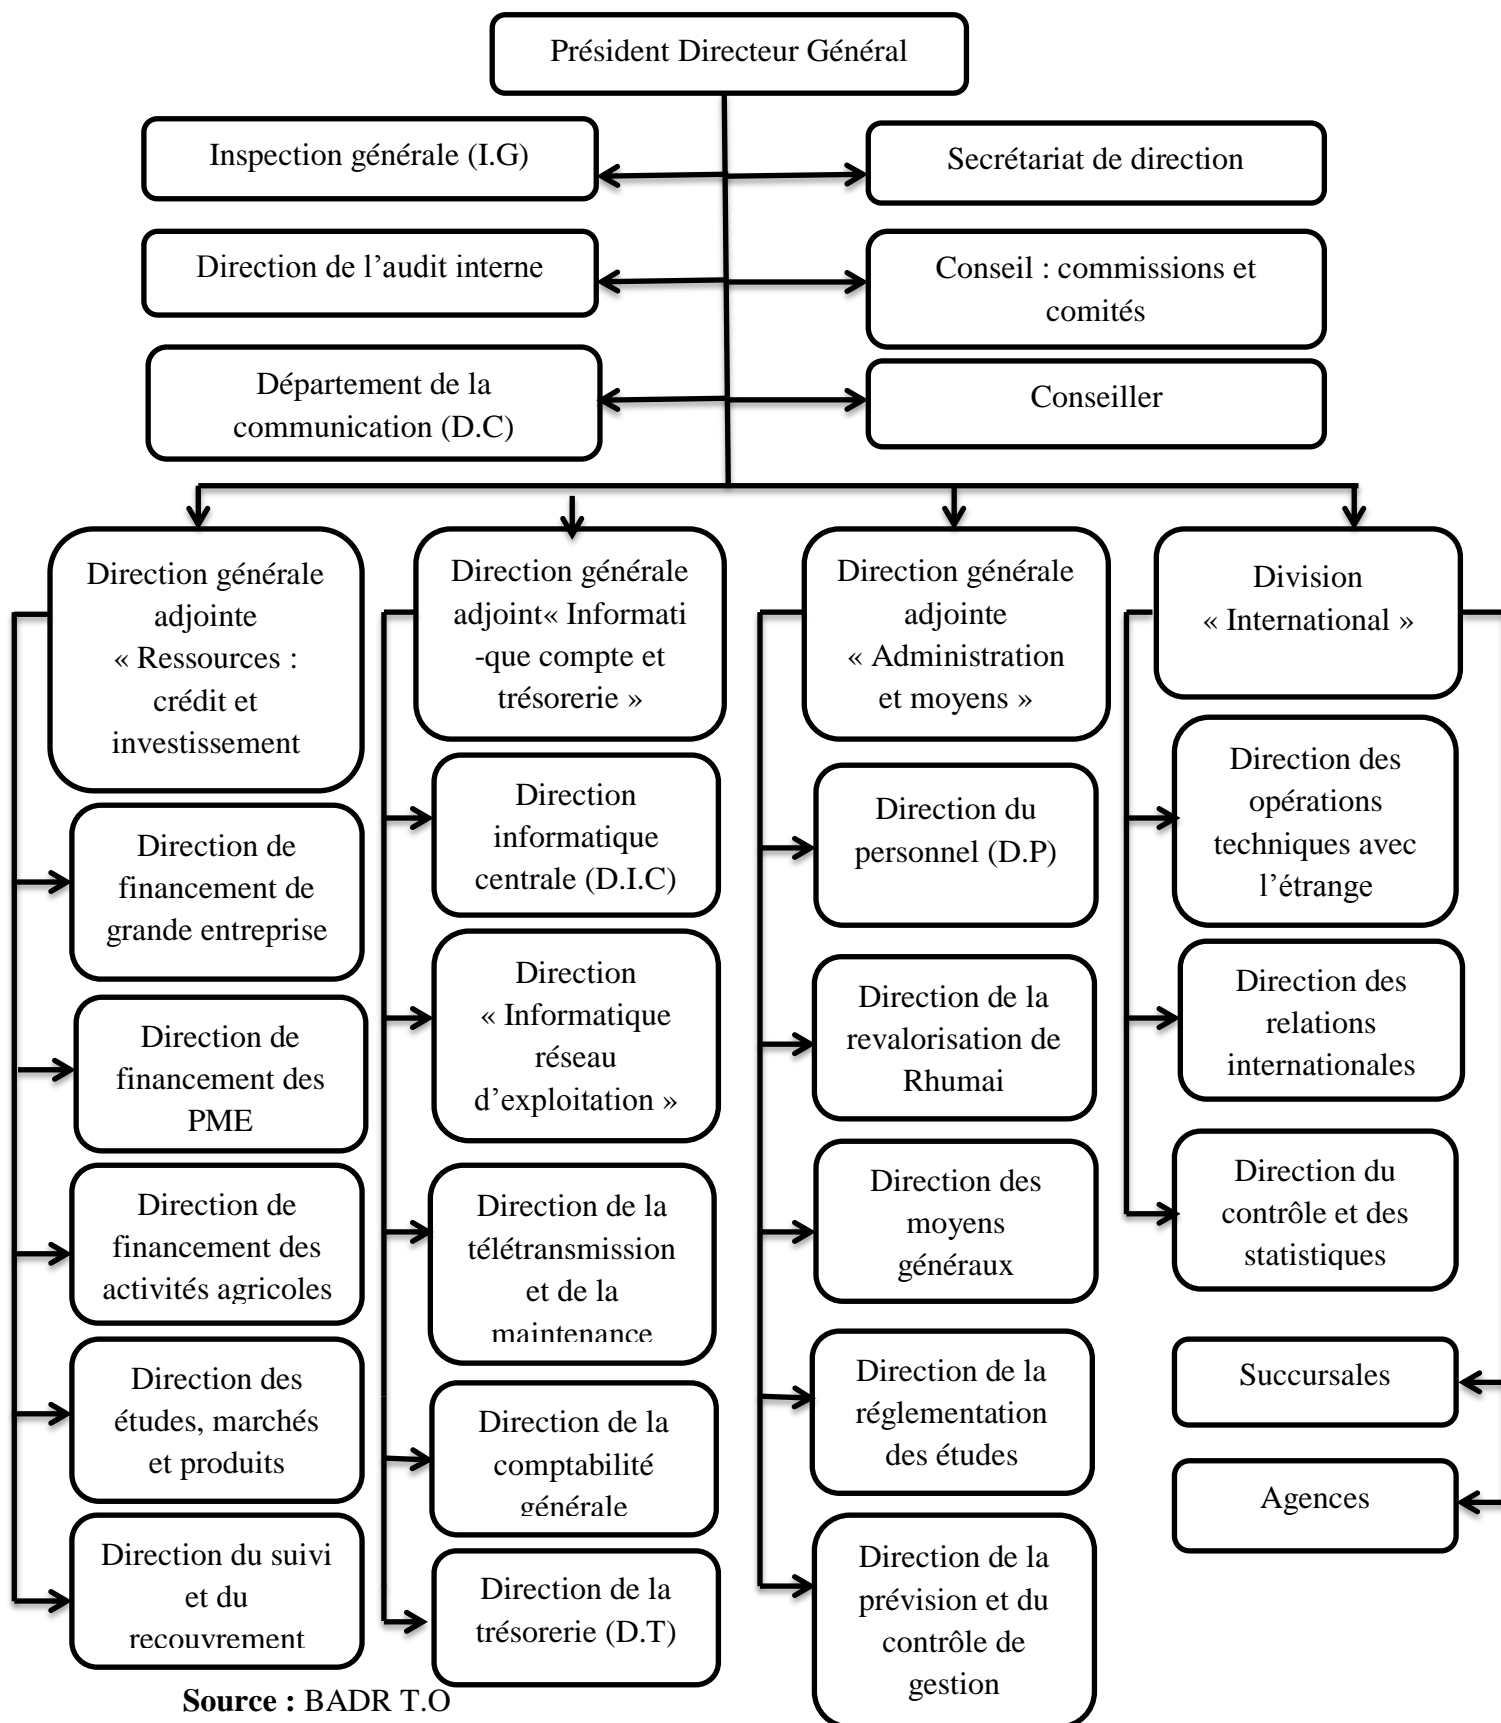 Président Directeur Général
Inspection générale (I.G)
Secrétariat de direction
Direction de l’audit interne
Conseil : commissions et
comités
Département de la
communication (D.C)
Conseiller
Direction générale
adjointe
« Ressources :
crédit et
investissement
Direction générale
adjoint« Informati
-que compte et
trésorerie »
Direction générale
adjointe
« Administration
et moyens »
Division
« International »
Direction de
financement de
grande entreprise
Direction de
financement des
PME
Direction de
financement des
activités agricoles
Direction des
études, marchés
et produits
Direction du suivi
et du
recouvrement
Direction
informatique
centrale (D.I.C)
Direction
« Informatique
réseau
d’exploitation »
Direction de la
télétransmission
et de la
maintenance
Direction de la
comptabilité
générale
Direction de la
trésorerie (D.T)
Direction du
personnel (D.P)
Direction de la
revalorisation de
Rhumai
Direction des
moyens
généraux
Direction de la
réglementation
des études
Direction de la
prévision et du
contrôle de
gestion
Direction des
opérations
techniques avec
l’étrange
Direction des
relations
internationales
Direction du
contrôle et des
statistiques
Succursales
Agences
Source : BADR T.O